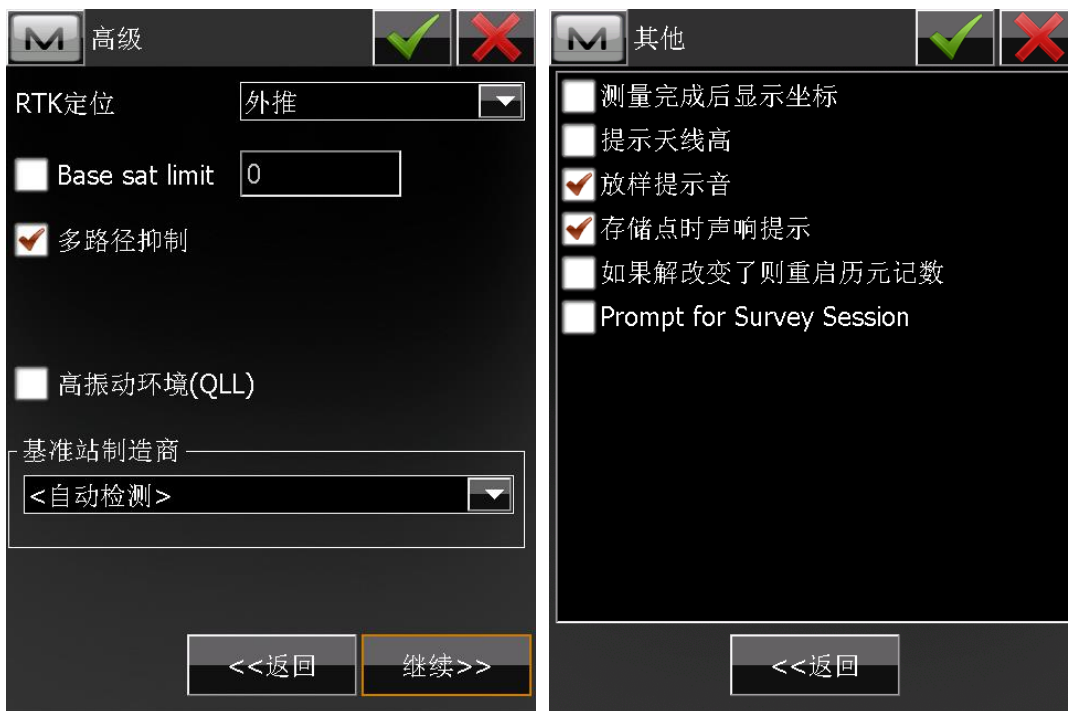 M 高级
RTK定位 外推
Base sat limit 0
多路径抑制
高振动环境(QLL)
基准站制造商
<自动检测>
<<返回 继续>>
M 其他
测量完成后显示坐标
提示天线高
放样提示音
存储点时声响提示
如果解改变了则重启历元记数
Prompt for Survey Session
<<返回